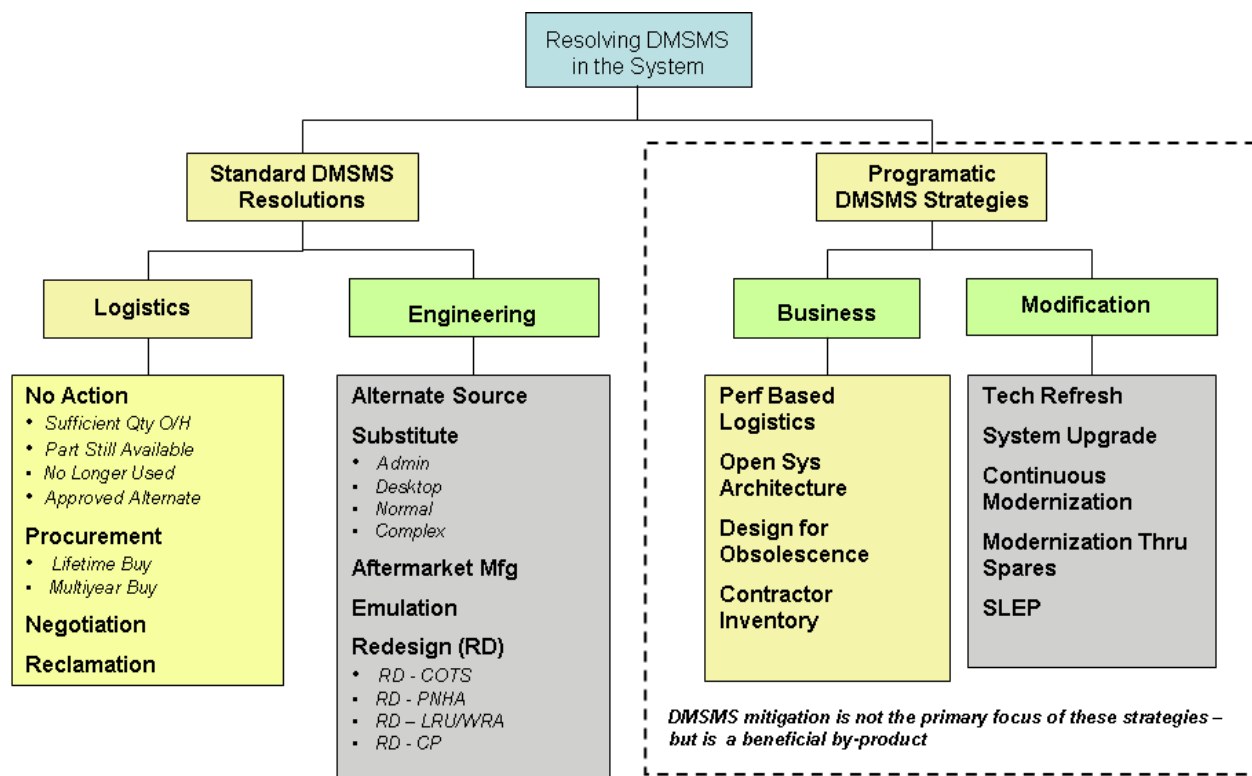 Resolving DMSMS
in the System
Standard DMSMS
Resolutions
Programatic
DMSMS Strategies
Logistics
Engineering
Business
Modification
No Action
• Sufficient Qty O/H
• Part Still Available
• No Longer Used
• Approved Alternate
Procurement
• Lifetime Buy
• Multiyear Buy
Negotiation
Reclamation
Alternate Source
Substitute
• Admin
• Desktop
• Normal
• Complex
Aftermarket Mfg
Emulation
Redesign (RD)
• RD - COTS
• RD - PNHA
• RD – LRU/WRA
• RD - CP
Perf Based
Logistics
Open Sys
Architecture
Design for
Obsolescence
Contractor
Inventory
Tech Refresh
System Upgrade
Continuous
Modernization
Modernization Thru
Spares
SLEP
DMSMS mitigation is not the primary focus of these strategies –
but is a beneficial by-product